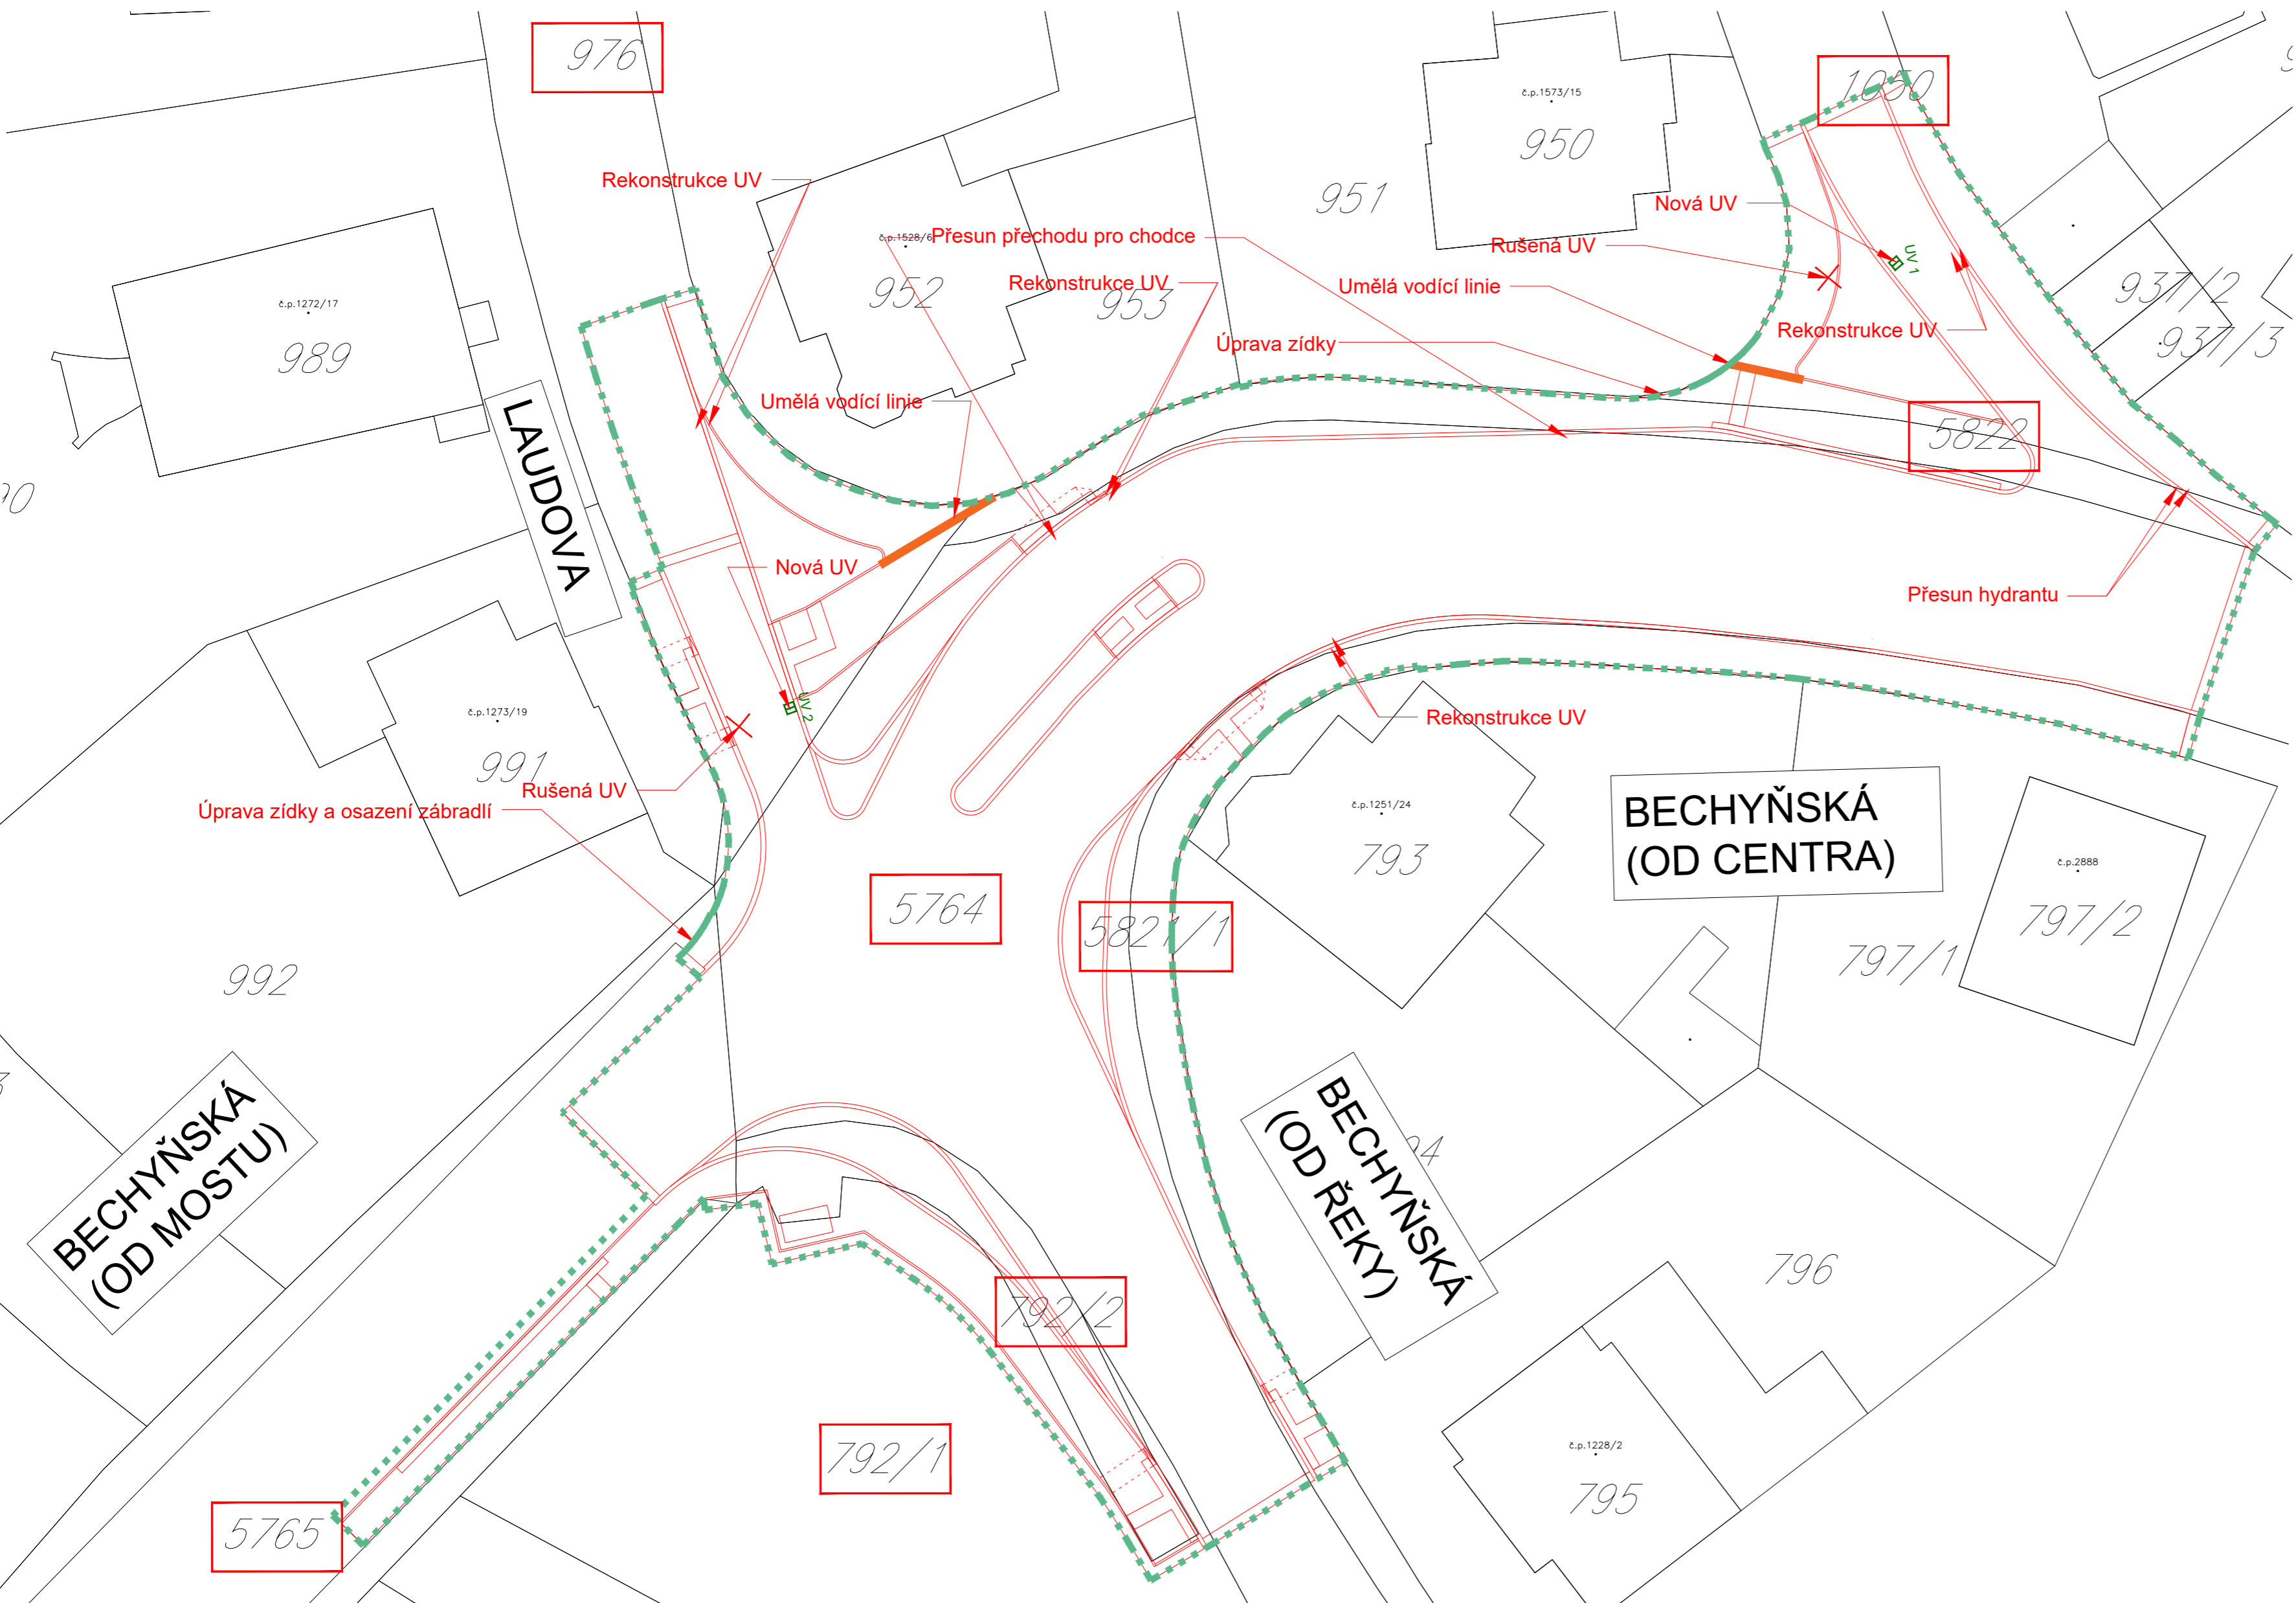 976
1050
č.p.1573/15
950
Rekonstrukce UV
951
Nová UV
č.p.1528/6
Přesun přechodu pro chodce
Rušená UV
UV 1
952
Rekonstrukce UV
953
Umělá vodící linie
937/2
č.p.1272/17
989
Úprava zídky
Rekonstrukce UV
937/3
Umělá vodící linie
LAUDOVA
5822
Nová UV
Přesun hydrantu
č.p.1273/19
991
UV 2
Rekonstrukce UV
Rušená UV
Úprava zídky a osazení zábradlí
č.p.1251/24
793
BECHYŇSKÁ
(OD CENTRA)
č.p.2888
797/2
5764
5821/1
797/1
992
BECHYŇSKÁ
(OD MOSTU)
BECHYŇSKÁ
(OD ŘEKY)
796
792/2
792/1
č.p.1228/2
795
5765